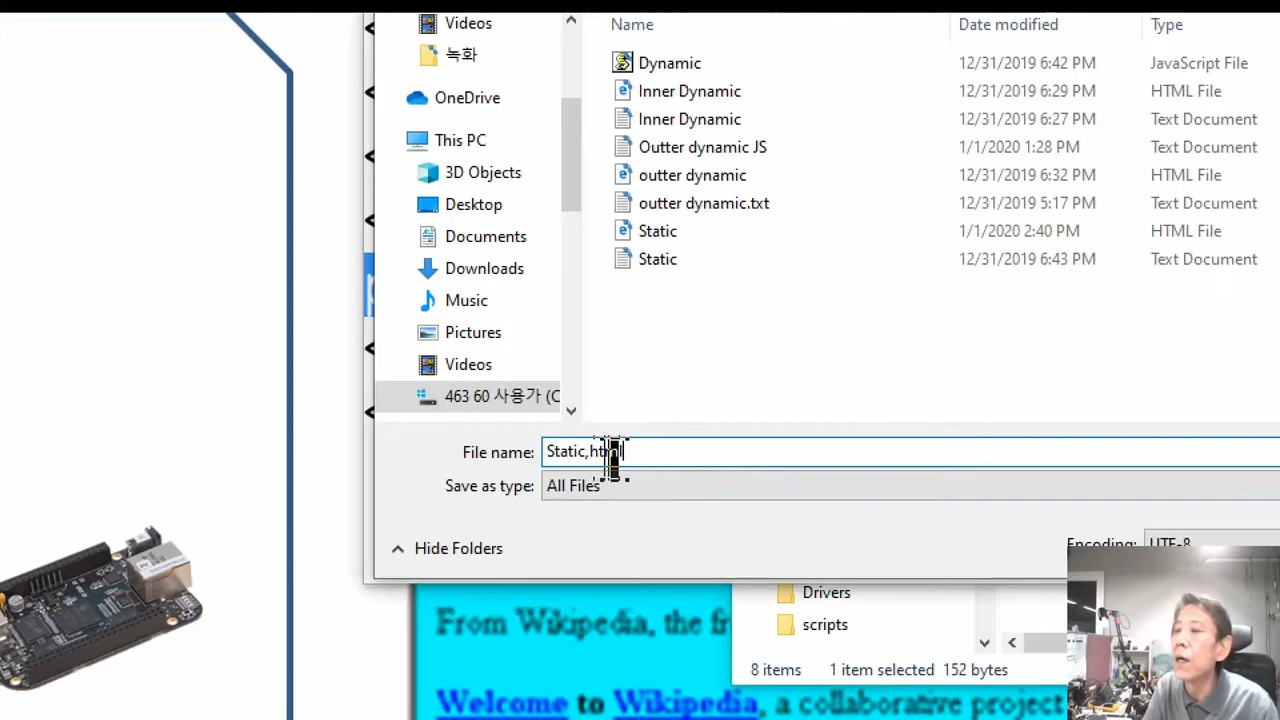 Name Date modified Type
Videos
녹화
OneDrive
This PC
3D Objects
Desktop
Documents
Downloads
Music
Pictures
Videos
463 60 사용가 (C
Dynamic 12/31/2019 6:42 PM JavaScript File
Inner Dynamic 12/31/2019 6:29 PM HTML File
Inner Dynamic 12/31/2019 6:27 PM Text Document
Outter dynamic JS 1/1/2020 1:28 PM Text Document
outter dynamic 12/31/2019 6:32 PM HTML File
outter dynamic.txt 12/31/2019 5:17 PM Text Document
Static 1/1/2020 2:40 PM HTML File
Static 12/31/2019 6:43 PM Text Document
File name: Static,html
Save as type: All Files
Hide Folders
Encoding: UTF-8
Drivers
scripts
8 items 1 item selected 152 bytes
From Wikipedia, the fr
Welcome to Wikipedia, a collaborative project